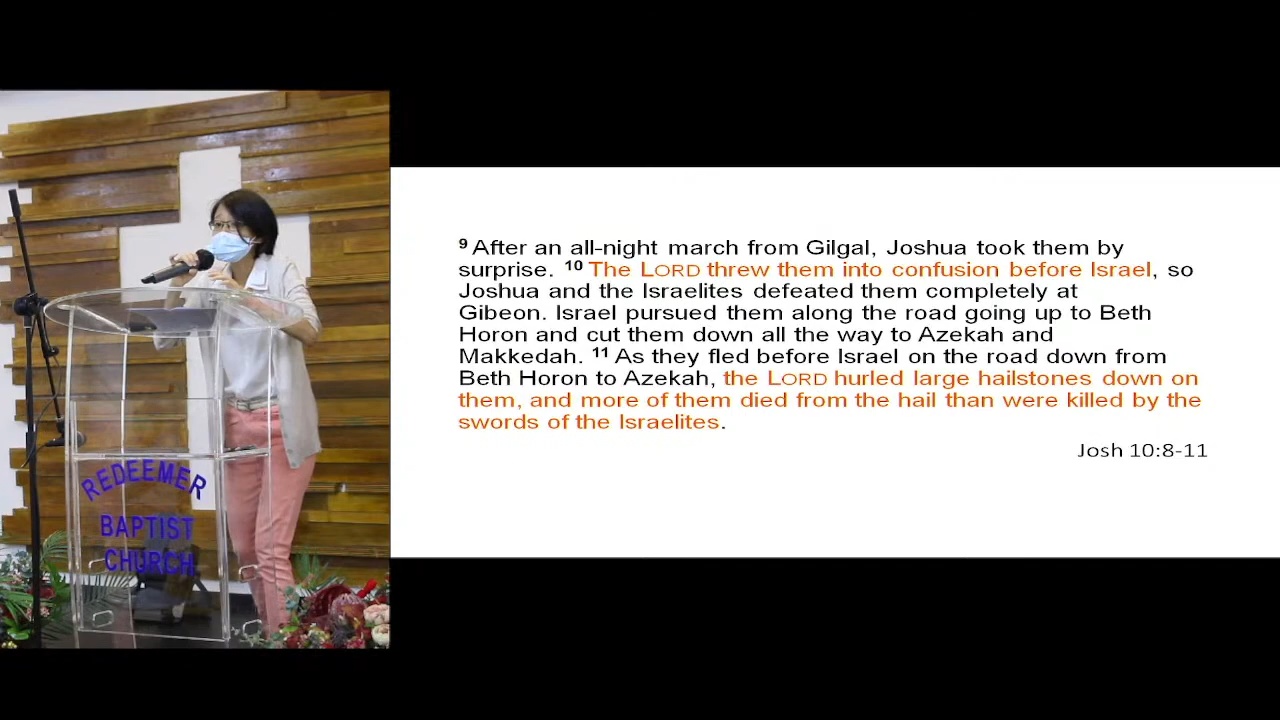 REDEEMER
BAPTIST
CHURCH
⁹ After an all-night march from Gilgal, Joshua took them by
surprise. ¹⁰ The LORD threw them into confusion before Israel, so
Joshua and the Israelites defeated them completely at
Gibeon. Israel pursued them along the road going up to Beth
Horon and cut them down all the way to Azekah and
Makkedah. ¹¹ As they fled before Israel on the road down from
Beth Horon to Azekah, the LORD hurled large hailstones down on
them, and more of them died from the hail than were killed by the
swords of the Israelites.
Josh 10:8-11